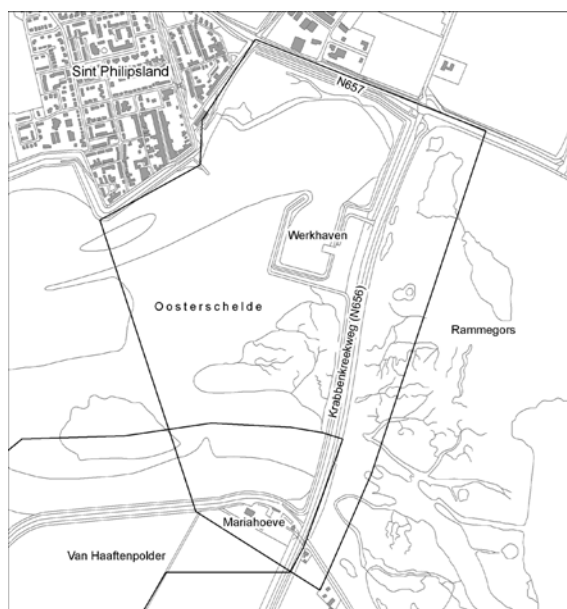 Sint Philipsland
N657
Werkhaven
Oosterschelde
Krabbenkreekweg (N656)
Rammegors
Mariahoeve
Van Haaftenpolder